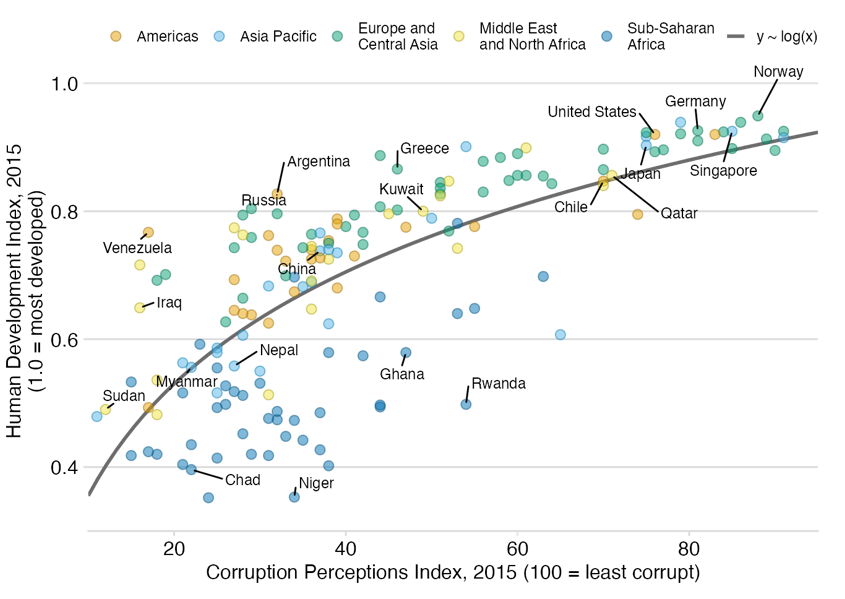 Americas
Asia Pacific
Europe and
Central Asia
Middle East
and North Africa
Sub-Saharan
Africa
y ~ log(x)
Human Development Index, 2015
(1.0 = most developed)
1.0
0.8
0.6
0.4
Norway
United States
Germany
Argentina
Greece
Japan
Singapore
Russia
Kuwait
Chile
Qatar
Venezuela
China
Iraq
Nepal
Myanmar
Ghana
Sudan
Rwanda
Chad
Niger
20
40
60
80
Corruption Perceptions Index, 2015 (100 = least corrupt)